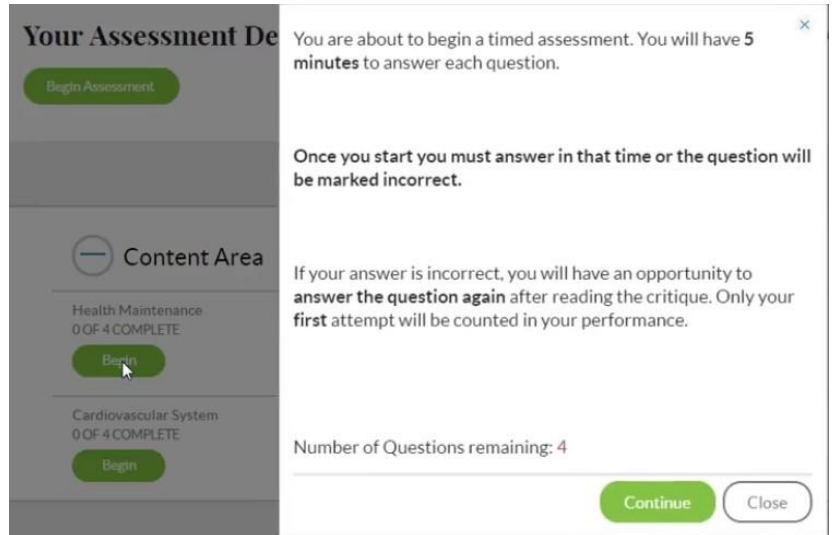 Your Assessment De
Begin Assessment
Content Area
Health Maintenance
0 OF 4 COMPLETE
Begin
Cardiovascular System
0 OF 4 COMPLETE
Begin
×
You are about to begin a timed assessment. You will have 5
minutes to answer each question.
Once you start you must answer in that time or the question will
be marked incorrect.
If your answer is incorrect, you will have an opportunity to
answer the question again after reading the critique. Only your
first attempt will be counted in your performance.
Number of Questions remaining: 4
Continue
Close